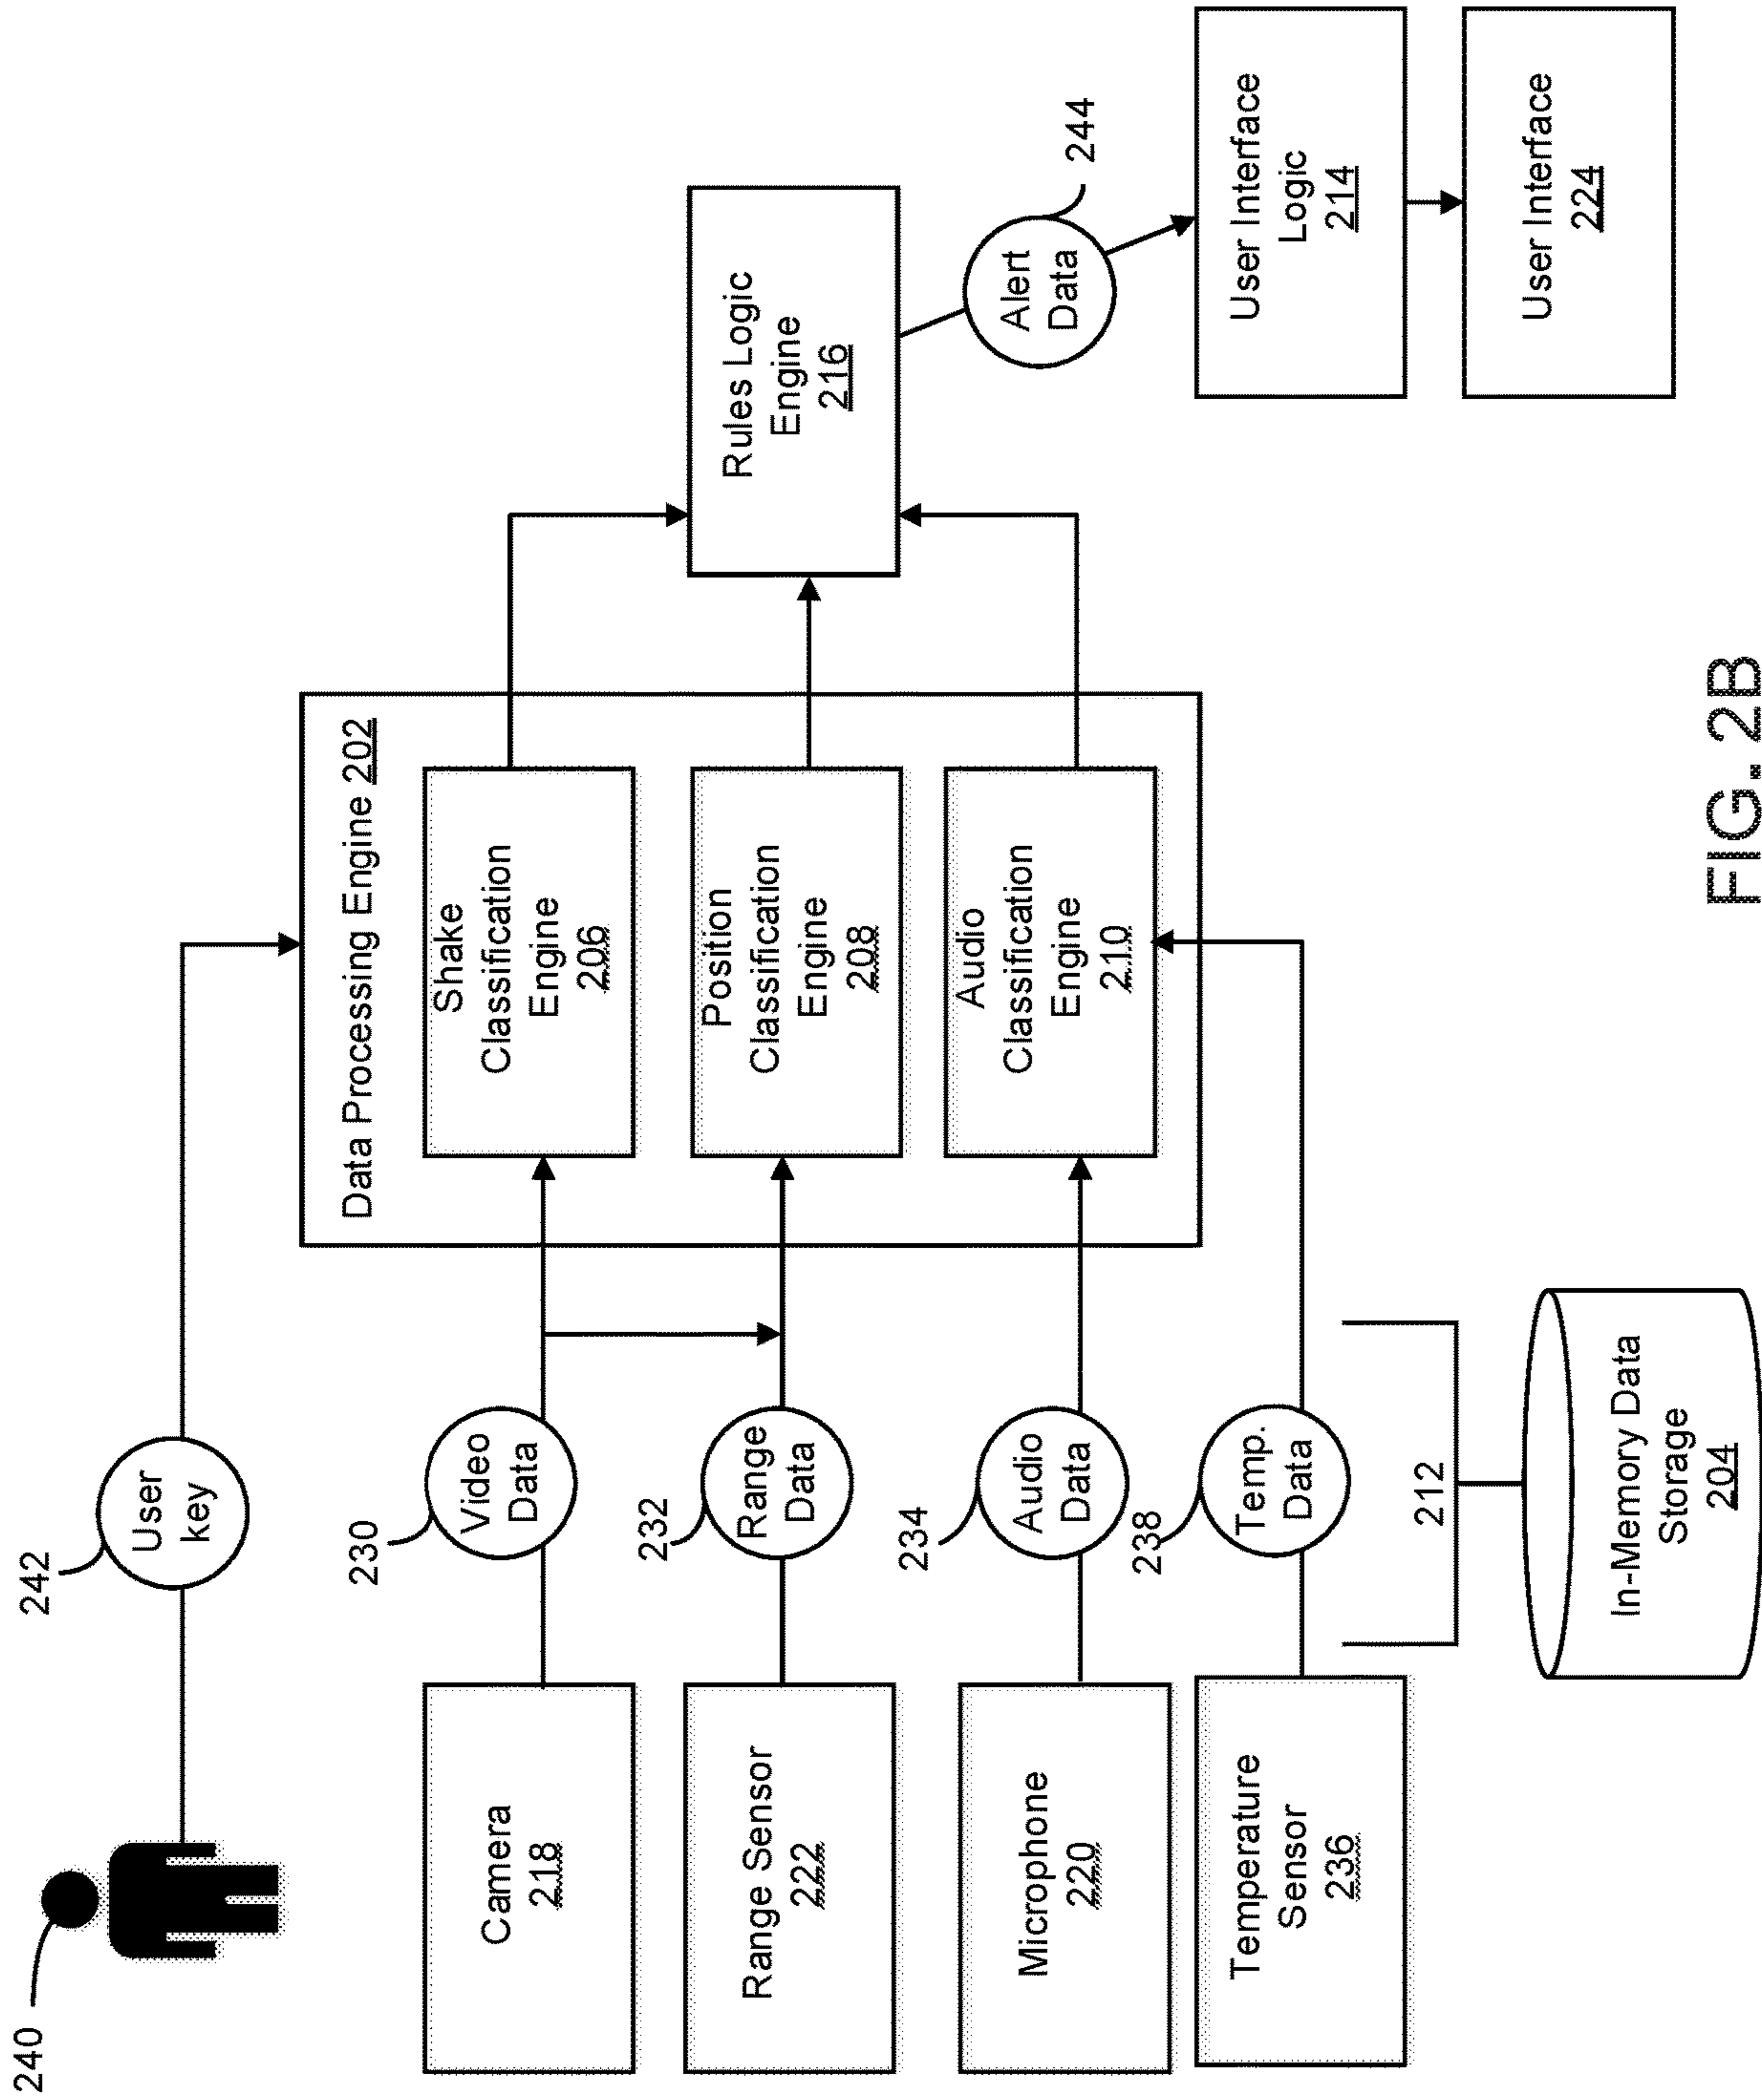 240
242
User
key
Data Processing Engine 202
Camera
218
230
Video
Data
Shake
Classification
Engine
206
Range Sensor
222
232
Range
Data
Position
Classification
Engine
208
Rules Logic
Engine
216
Microphone
220
234
Audio
Data
Audio
Classification
Engine
210
Alert
Data
244
Temperature
Sensor
236
238
Temp.
Data
212
User Interface
Logic
214
In-Memory Data
Storage
204
User Interface
224
FIG. 2B